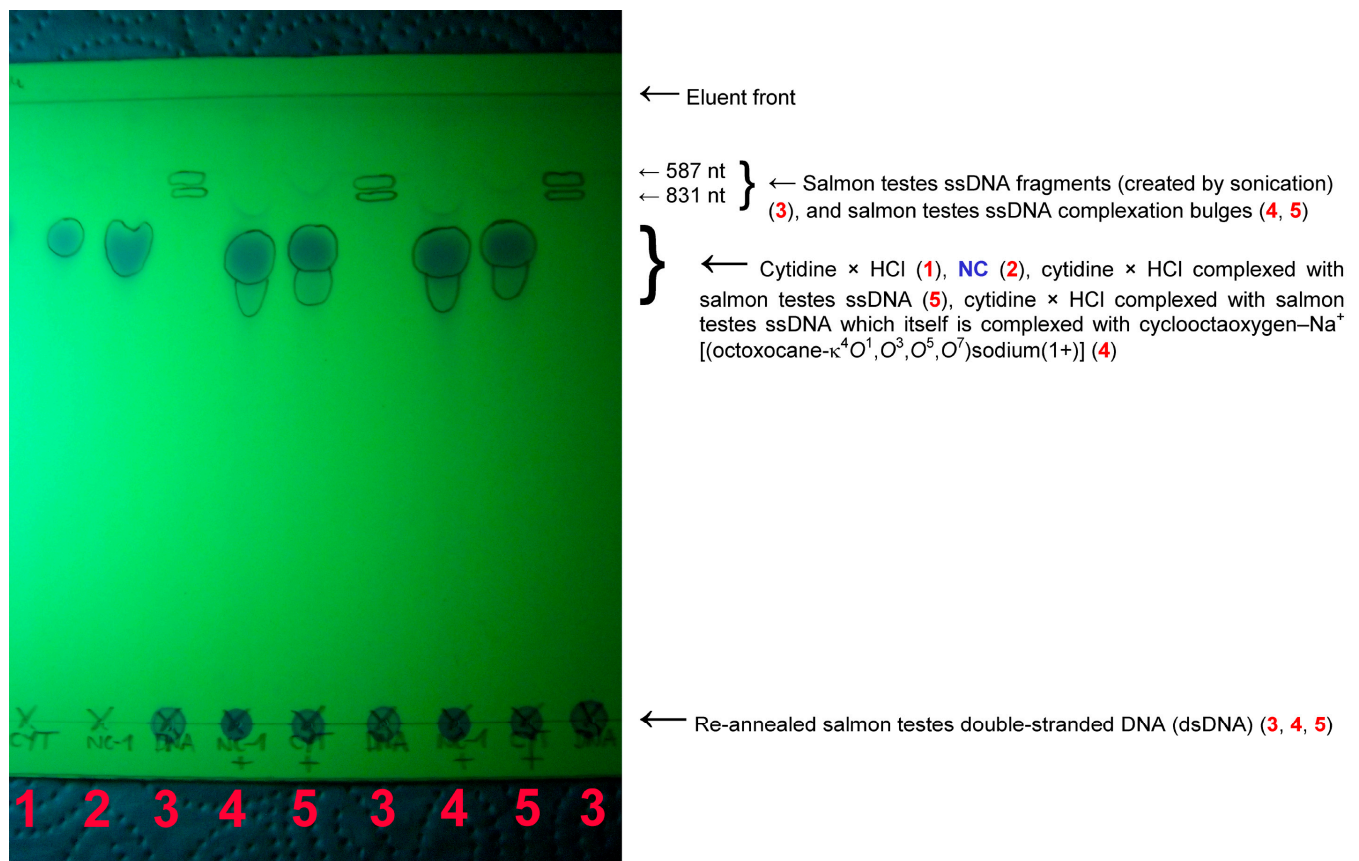 ← Eluent front
← 587 nt
← 831 nt
← Salmon testes ssDNA fragments (created by sonication)
(3), and salmon testes ssDNA complexation bulges (4, 5)
← Cytidine × HCl (1), NC (2), cytidine × HCl complexed with
salmon testes ssDNA (5), cytidine × HCl complexed with salmon
testes ssDNA which itself is complexed with cyclooctaoxygen–Na⁺
[(octoxocane-κ⁴O¹,O³,O⁵,O⁷)sodium(1+)] (4)
← Re-annealed salmon testes double-stranded DNA (dsDNA) (3, 4, 5)
X X X X X X X X X
CYT NC-1 DNA NC-1 CYT DNA NC-1 CYT DNA
+ + + +
1 2 3 4 5 3 4 5 3